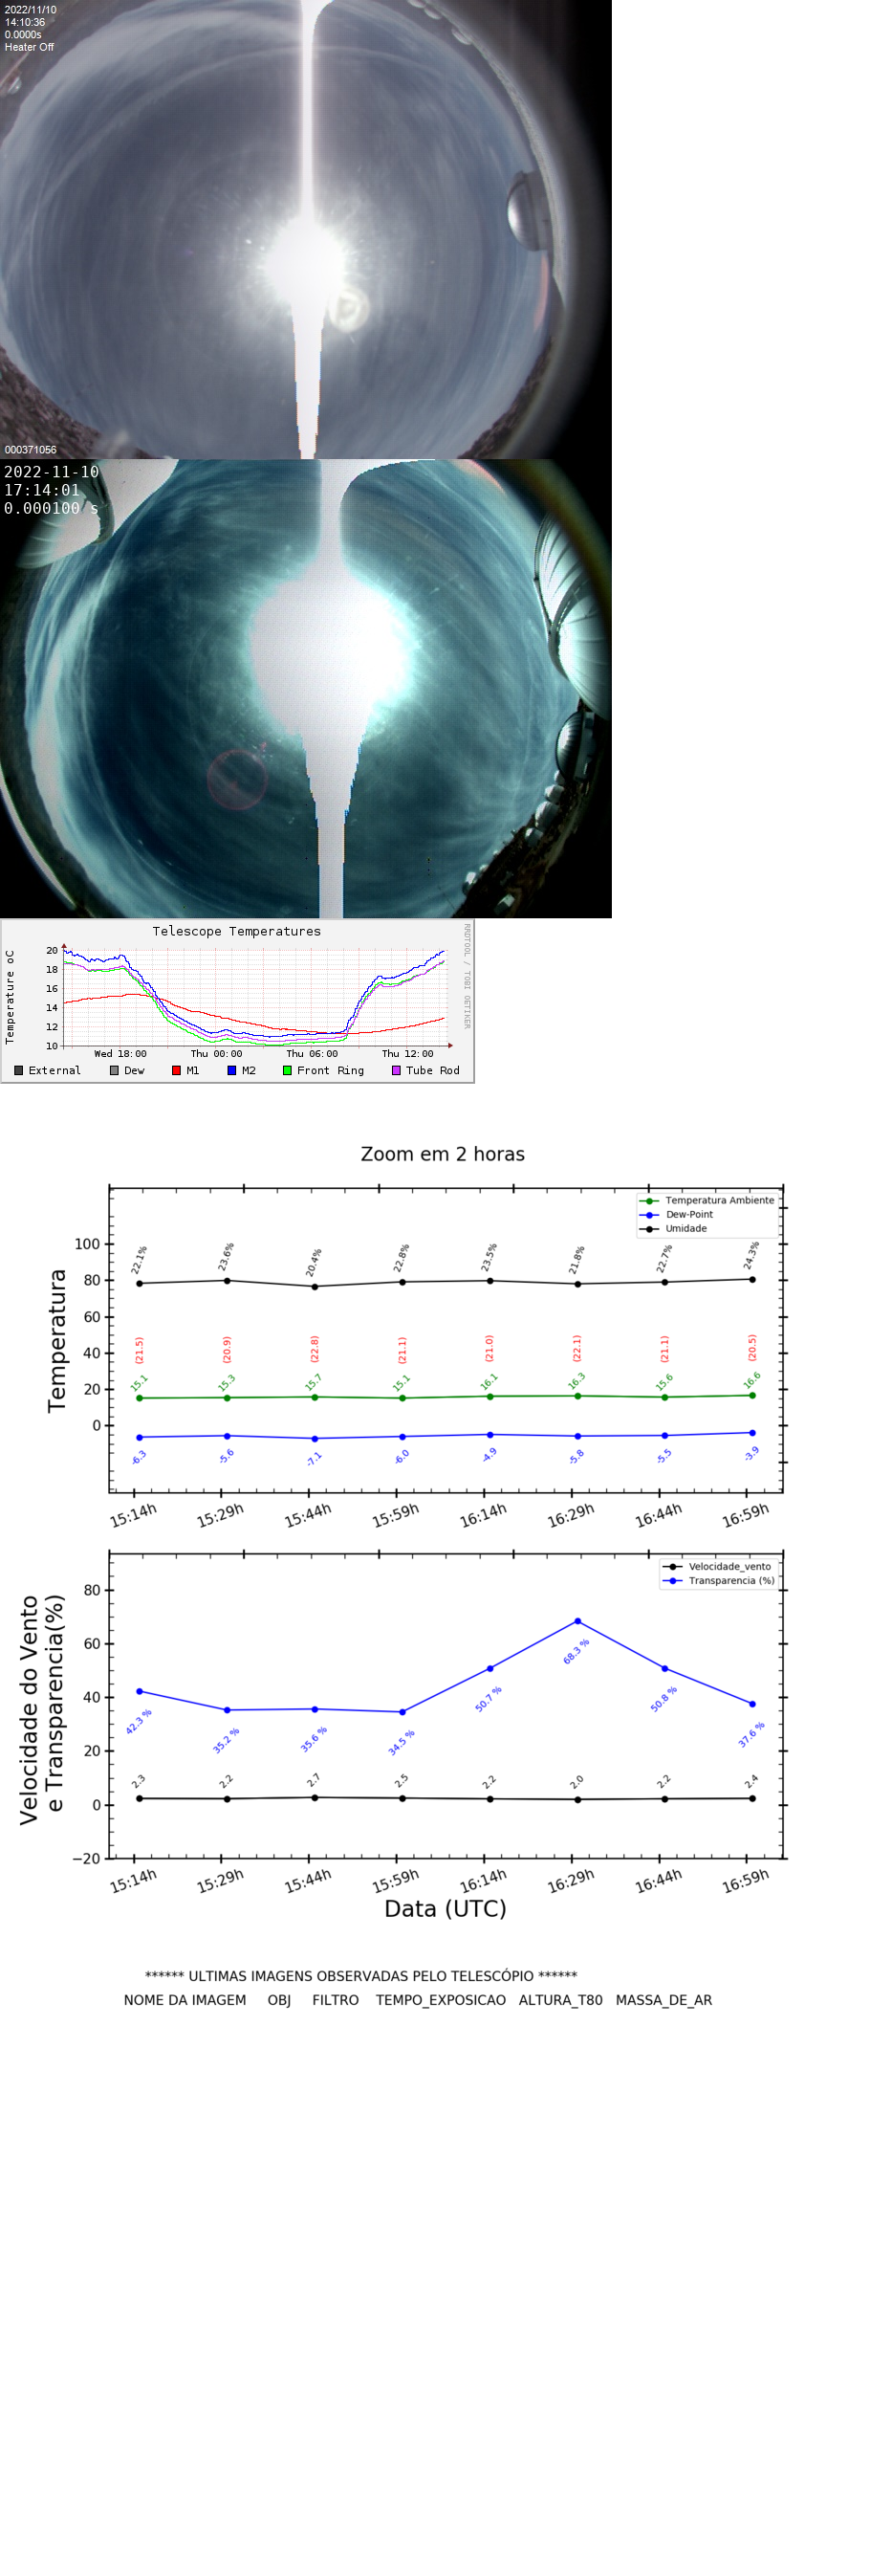 2022/11/10
14:10:36
0.0000s
Heater Off
000371056
2022-11-10
17:14:01
0.000100 s
Telescope Temperatures
RRDTOOL / TOBI OETIKER
Temperature oC
20
18
16
14
12
10
Wed 18:00 Thu 00:00 Thu 06:00 Thu 12:00
External Dew M1 M2 Front Ring Tube Rod
Zoom em 2 horas
Temperatura
Temperatura Ambiente
Dew-Point
Umidade
100
80
60
40
20
0
22.1% 23.6% 20.4% 22.8% 23.5% 21.8% 22.7% 24.3%
(21.5) (20.9) (22.8) (21.1) (21.0) (22.1) (21.1) (20.5)
15.1 15.3 15.7 15.1 16.1 16.3 15.6 16.6
-6.3 -5.6 -7.1 -6.0 -4.9 -5.8 -5.5 -3.9
15:14h 15:29h 15:44h 15:59h 16:14h 16:29h 16:44h 16:59h
Velocidade do Vento
e Transparencia(%)
Velocidade_vento
Transparencia (%)
80
60
40
20
0
−20
42.3 % 35.2 % 35.6 % 34.5 % 50.7 % 68.3 % 50.8 % 37.6 %
2.3 2.2 2.7 2.5 2.2 2.0 2.2 2.4
15:14h 15:29h 15:44h 15:59h 16:14h 16:29h 16:44h 16:59h
Data (UTC)
****** ULTIMAS IMAGENS OBSERVADAS PELO TELESCÓPIO ******
NOME DA IMAGEM OBJ FILTRO TEMPO_EXPOSICAO ALTURA_T80 MASSA_DE_AR